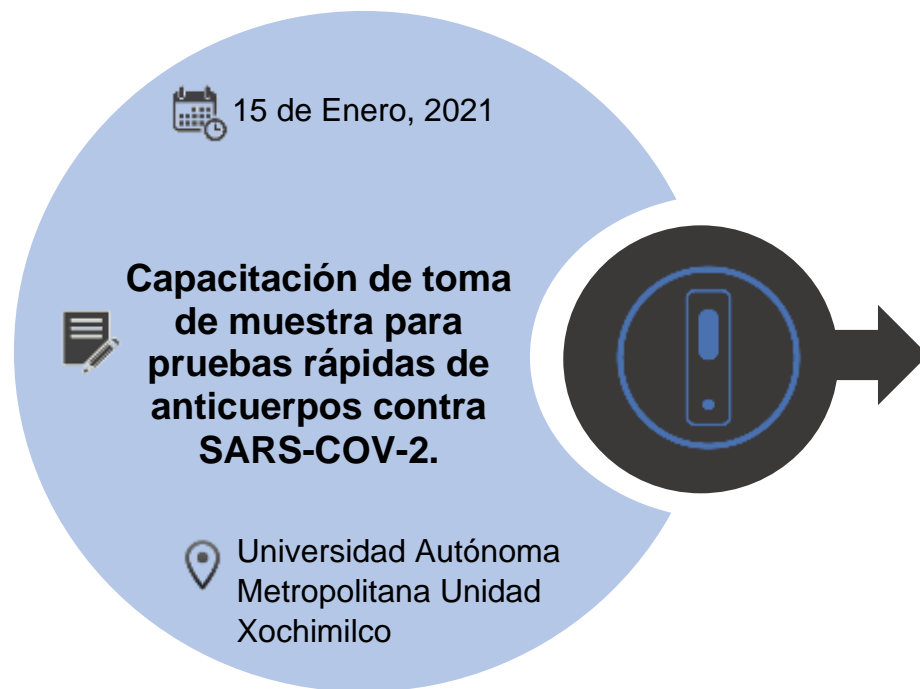 15 de Enero, 2021
Capacitación de toma
de muestra para
pruebas rápidas de
anticuerpos contra
SARS-COV-2.
Universidad Autónoma
Metropolitana Unidad
Xochimilco